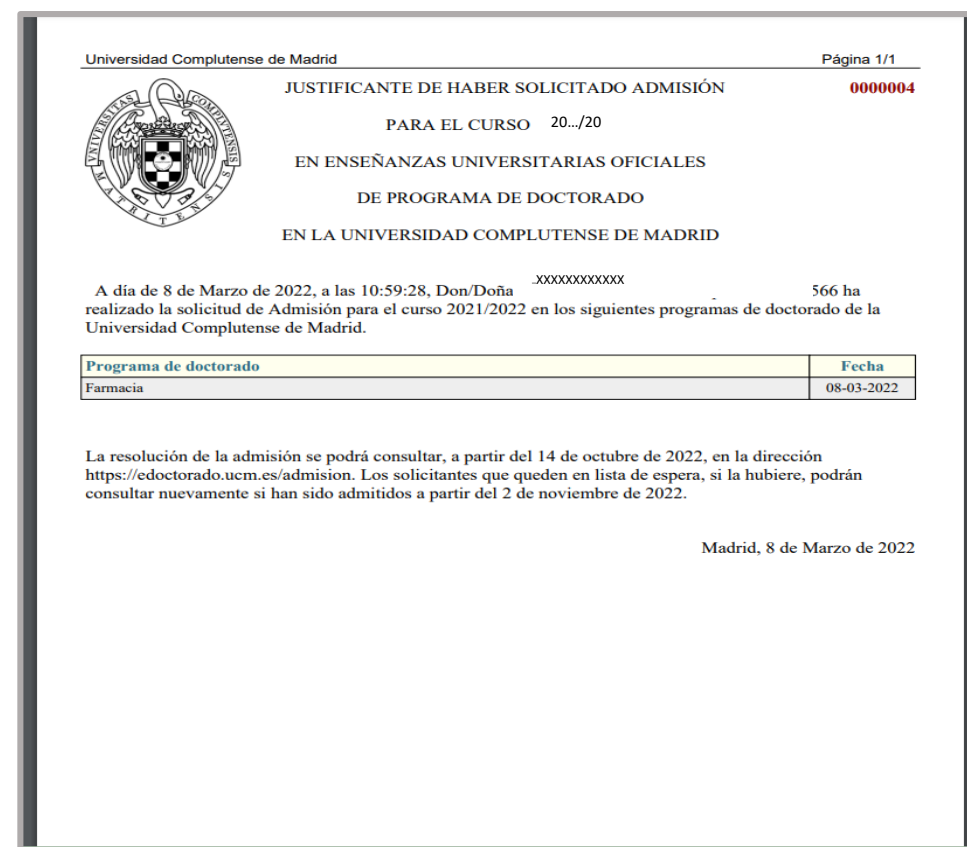 Universidad Complutense de Madrid Página 1/1
JUSTIFICANTE DE HABER SOLICITADO ADMISIÓN 0000004
PARA EL CURSO 20.../20
EN ENSEÑANZAS UNIVERSITARIAS OFICIALES
DE PROGRAMA DE DOCTORADO
EN LA UNIVERSIDAD COMPLUTENSE DE MADRID
UNIVERSITAS COMPLVTENSIS MATRITENSIS
A día de 8 de Marzo de 2022, a las 10:59:28, Don/Doña XXXXXXXXXXXX 566 ha
realizado la solicitud de Admisión para el curso 2021/2022 en los siguientes programas de doctorado de la
Universidad Complutense de Madrid.
Programa de doctorado Fecha
Farmacia 08-03-2022
La resolución de la admisión se podrá consultar, a partir del 14 de octubre de 2022, en la dirección
https://edoctorado.ucm.es/admision. Los solicitantes que queden en lista de espera, si la hubiere, podrán
consultar nuevamente si han sido admitidos a partir del 2 de noviembre de 2022.
Madrid, 8 de Marzo de 2022